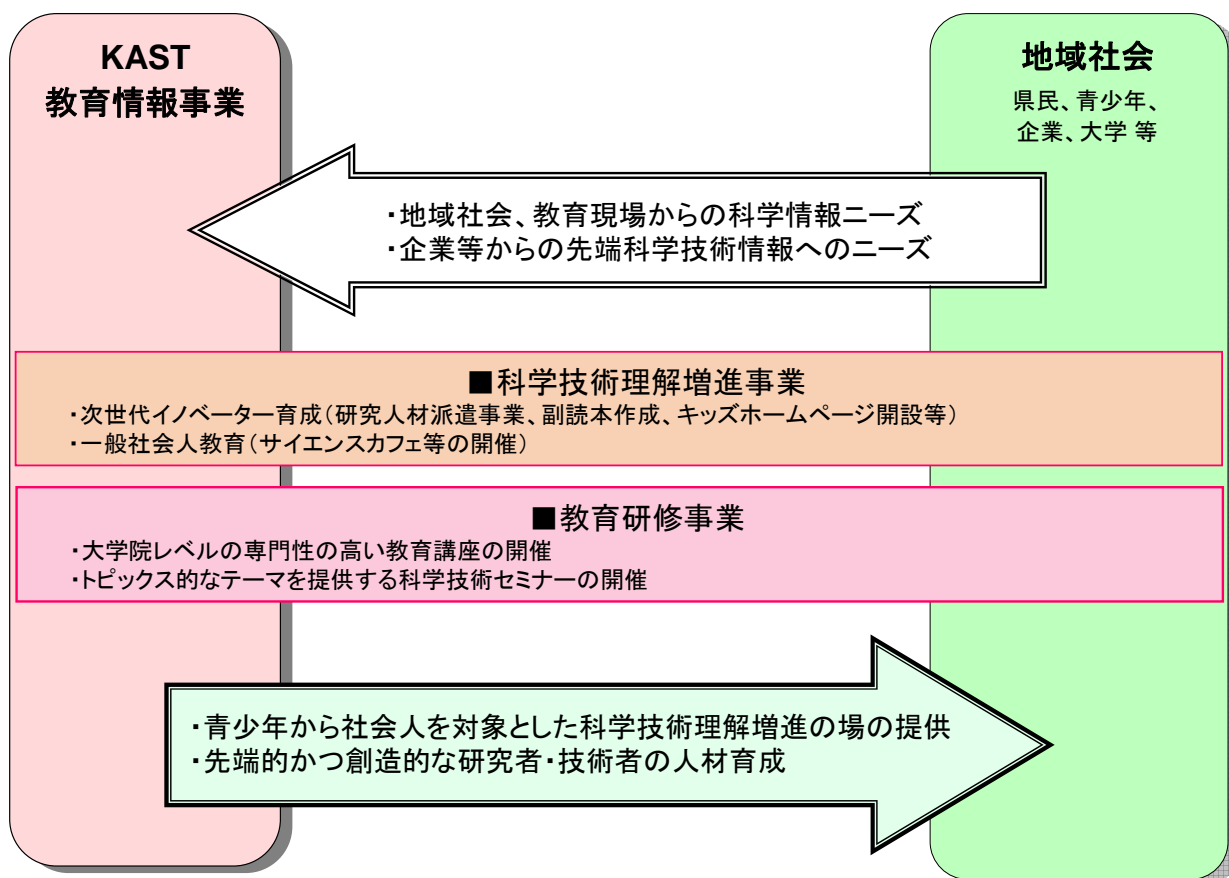 KAST
教育情報事業
地域社会
県民、青少年、
企業、大学 等
・地域社会、教育現場からの科学情報ニーズ
・企業等からの先端科学技術情報へのニーズ
■科学技術理解増進事業
・次世代イノベーター育成(研究人材派遣事業、副読本作成、キッズホームページ開設等)
・一般社会人教育(サイエンスカフェ等の開催)
■教育研修事業
・大学院レベルの専門性の高い教育講座の開催
・トピックス的なテーマを提供する科学技術セミナーの開催
・青少年から社会人を対象とした科学技術理解増進の場の提供
・先端的かつ創造的な研究者・技術者の人材育成